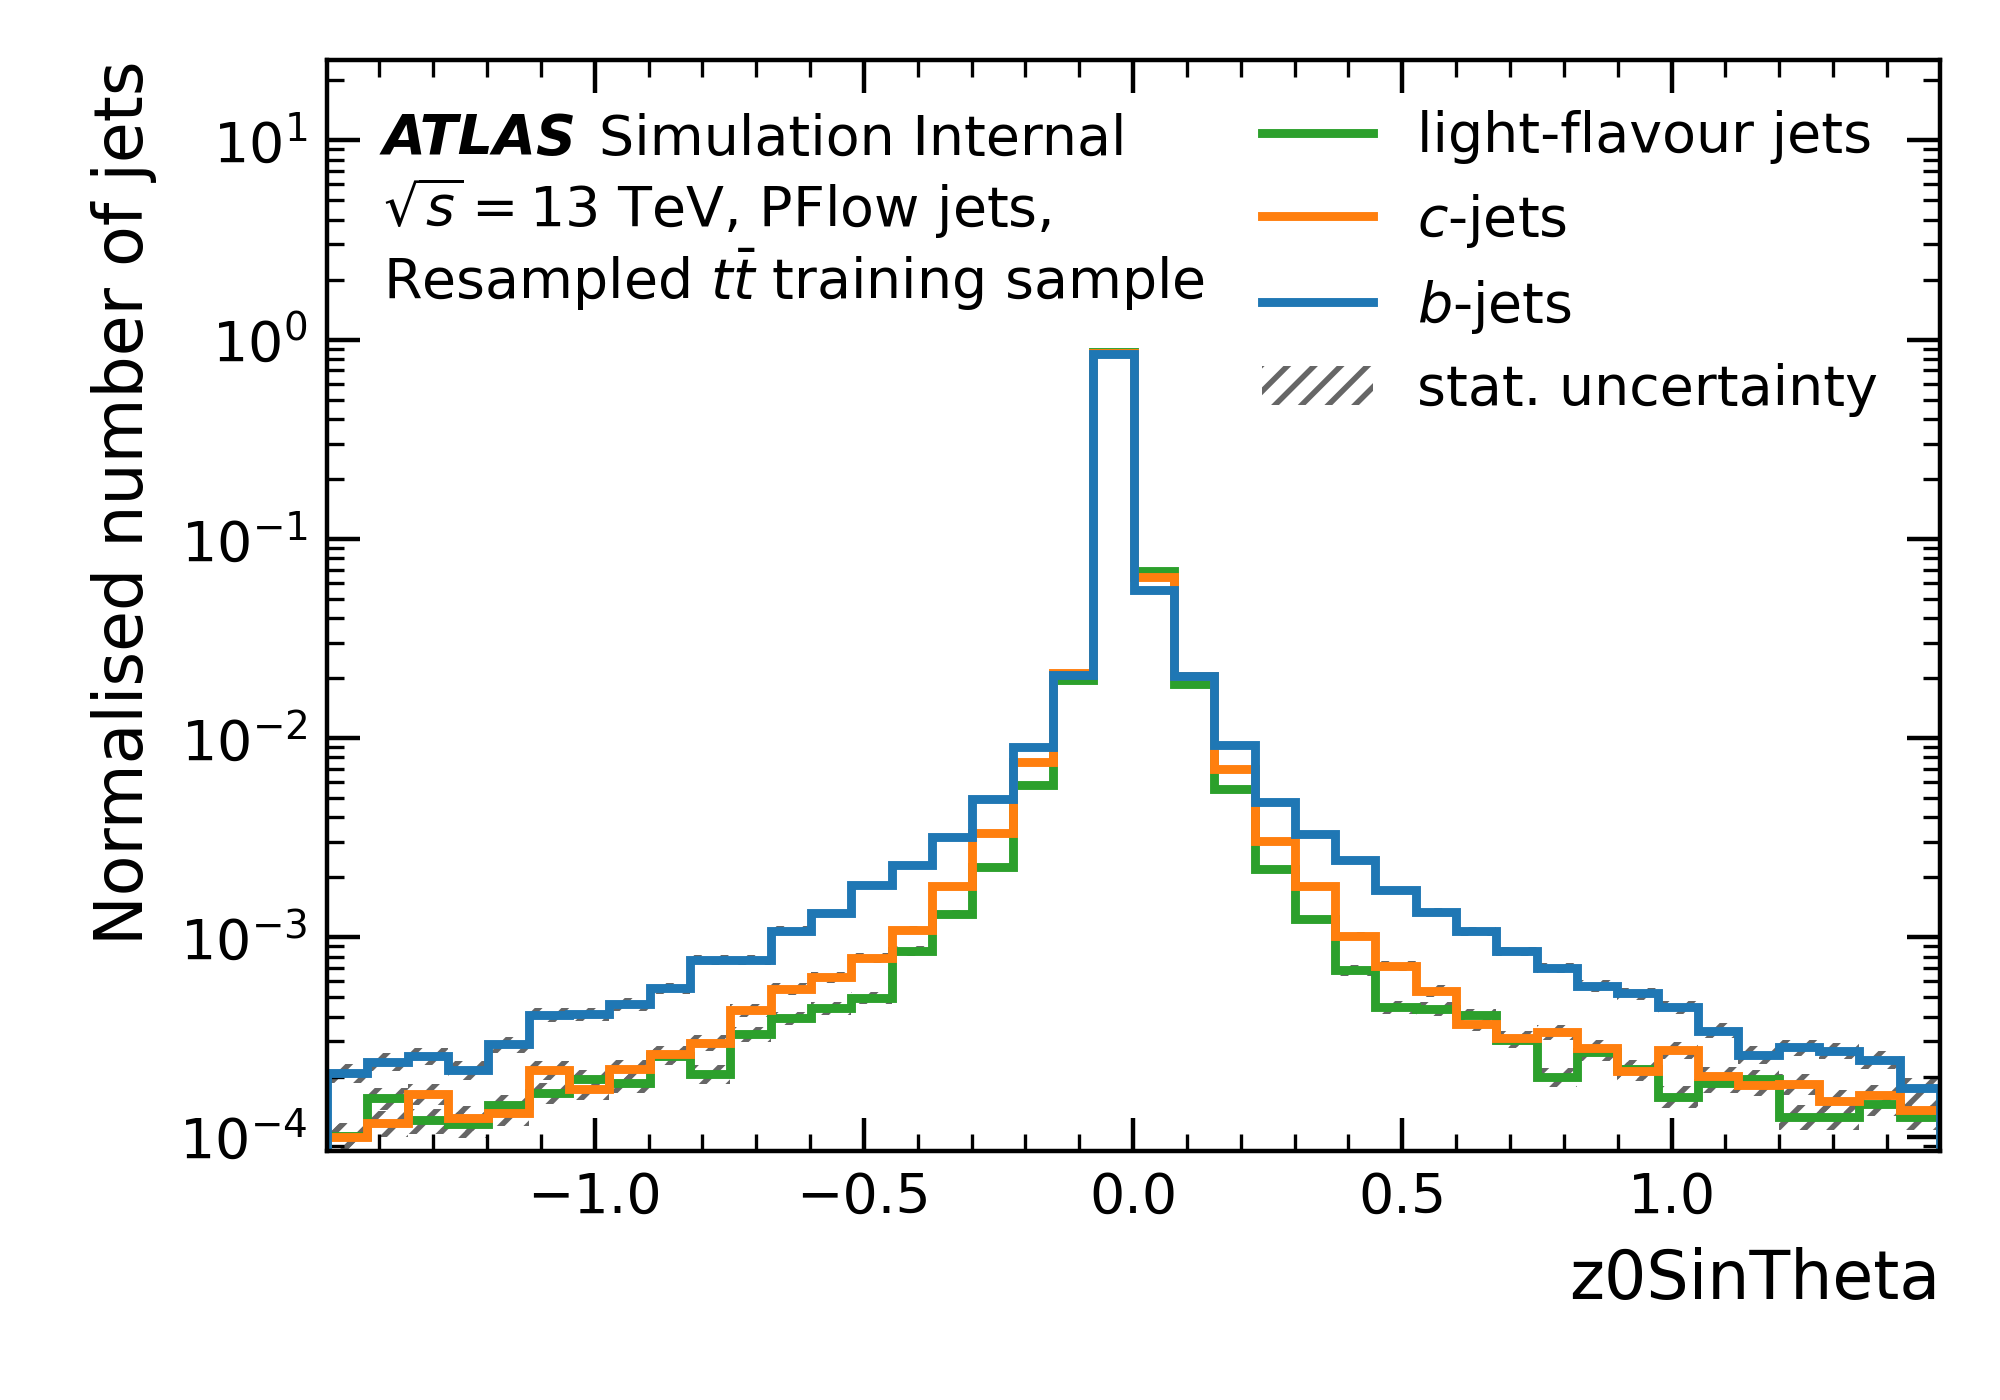 Normalised number of jets
10¹
10⁰
10⁻¹
10⁻²
10⁻³
10⁻⁴
ATLAS Simulation Internal
√s = 13 TeV, PFlow jets,
Resampled tt̄ training sample
light-flavour jets
c-jets
b-jets
stat. uncertainty
−1.0 −0.5 0.0 0.5 1.0
z0SinTheta